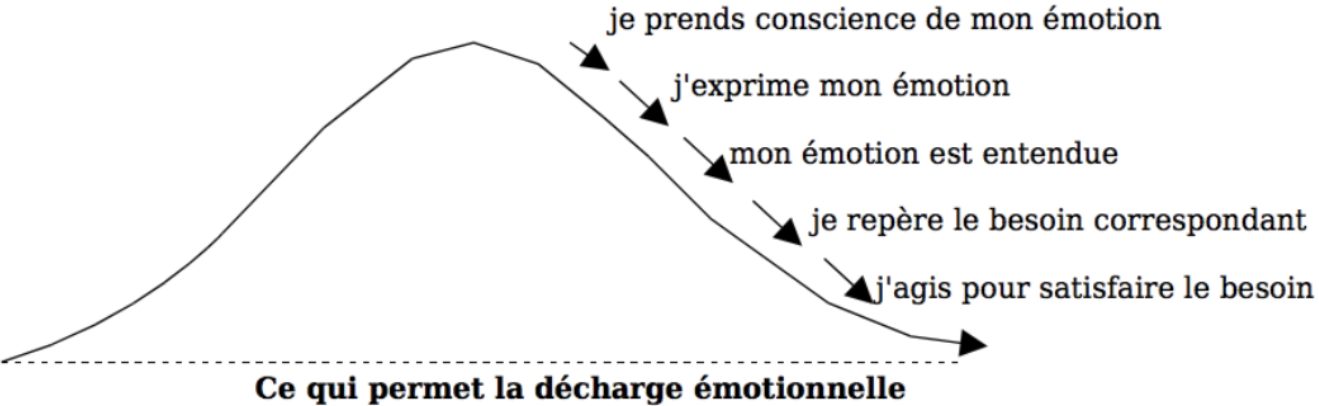 je prends conscience de mon émotion
j'exprime mon émotion
mon émotion est entendue
je repère le besoin correspondant
j'agis pour satisfaire le besoin
Ce qui permet la décharge émotionnelle